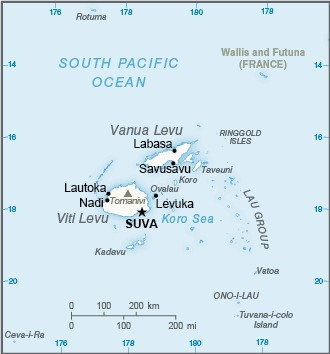 176
Rotuma
178
180
178
14
14
Wallis and Futuna
(FRANCE)
SOUTH PACIFIC
OCEAN
16
16
Vanua Levu
RINGGOLD
ISLES
Labasa
Savusavu
Taveuni
Koro
Lautoka
Ovalau
Nadi
Tomanivi
Levuka
LAU GROUP
18
18
Viti Levu
SUVA
Koro Sea
Kadavu
Vatoa
20
20
ONO-I-LAU
0 100 200 km
Tuvana-i-colo
Island
0 100 200 mi
Ceva-i-Ra
176
178
180
178